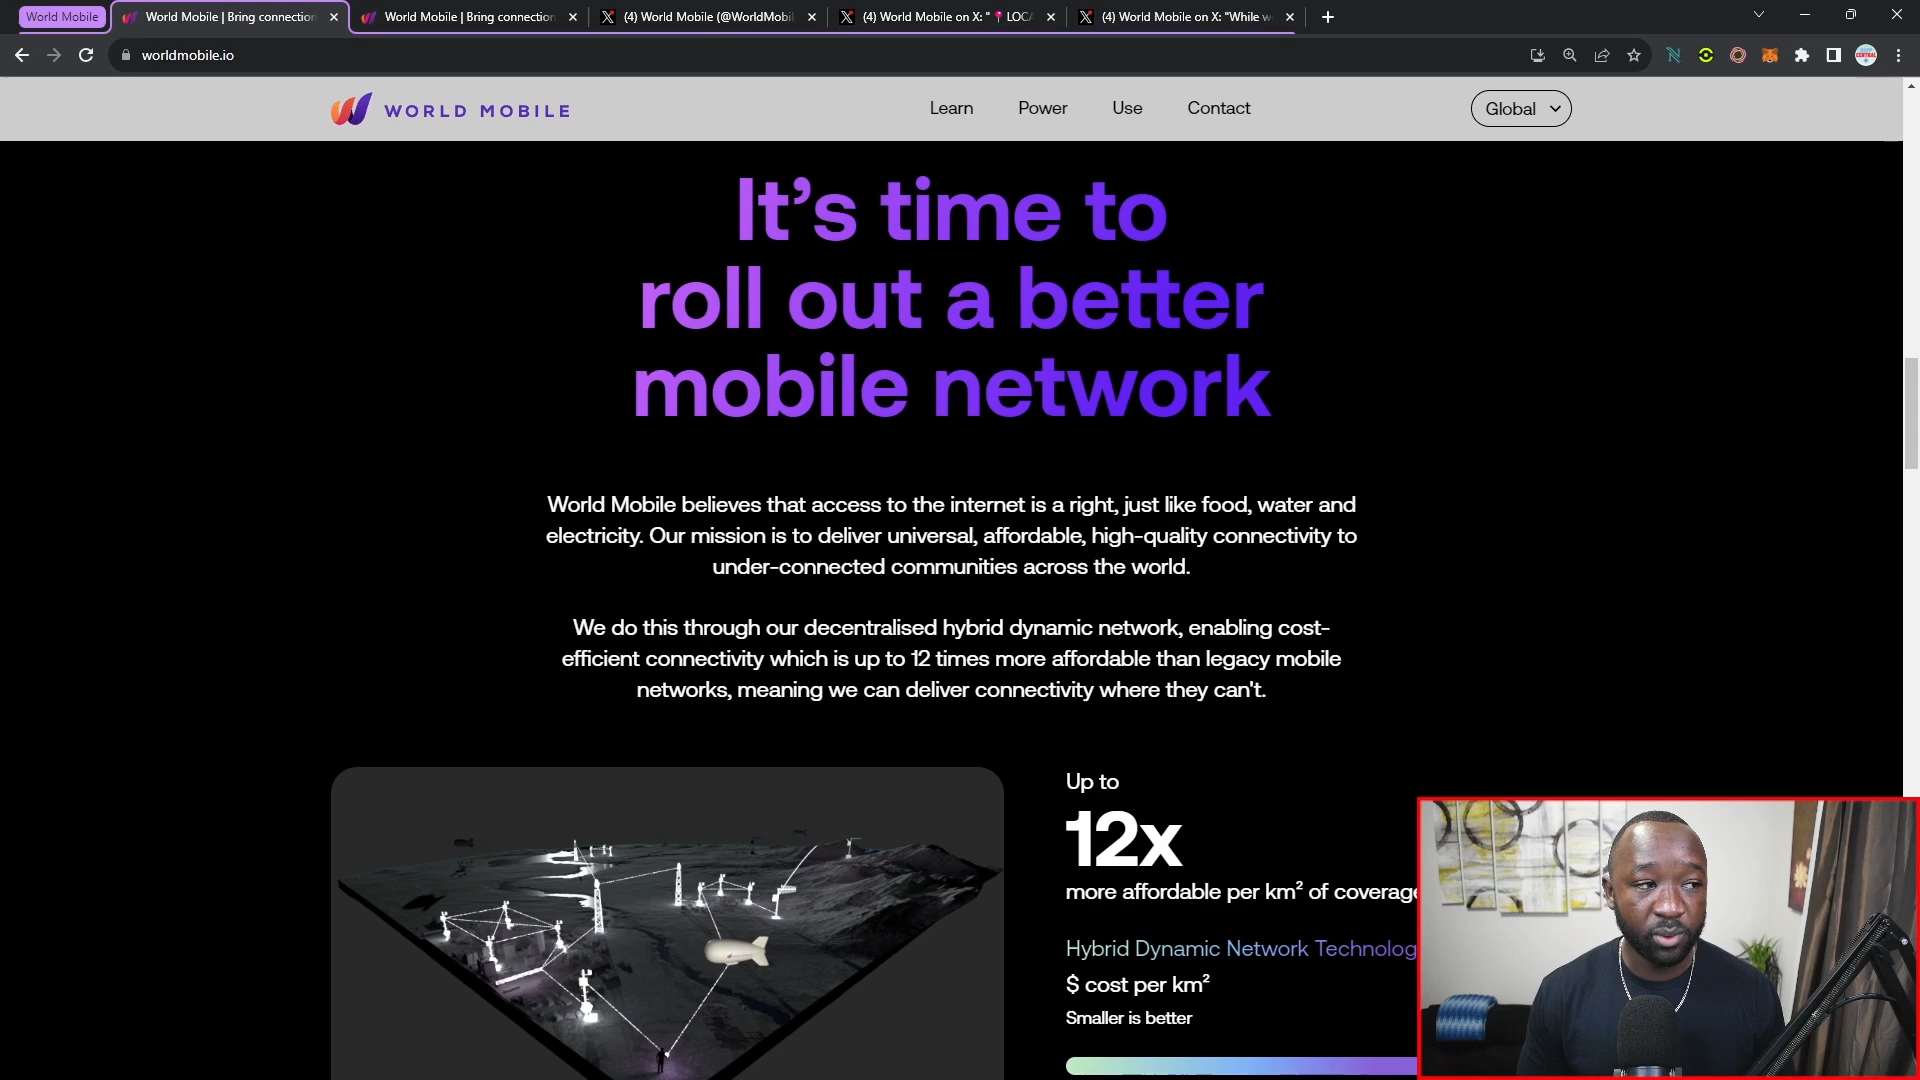 World Mobile
World Mobile | Bring connection
World Mobile | Bring connection
(4) World Mobile (@WorldMobil
(4) World Mobile on X: "📍LOCA
(4) World Mobile on X: "While w
worldmobile.io
WORLD MOBILE
Learn
Power
Use
Contact
Global
It's time to
roll out a better
mobile network
World Mobile believes that access to the internet is a right, just like food, water and
electricity. Our mission is to deliver universal, affordable, high-quality connectivity to
under-connected communities across the world.
We do this through our decentralised hybrid dynamic network, enabling cost-
efficient connectivity which is up to 12 times more affordable than legacy mobile
networks, meaning we can deliver connectivity where they can't.
Up to
12x
more affordable per km² of coverage
Hybrid Dynamic Network Technolog
$ cost per km²
Smaller is better